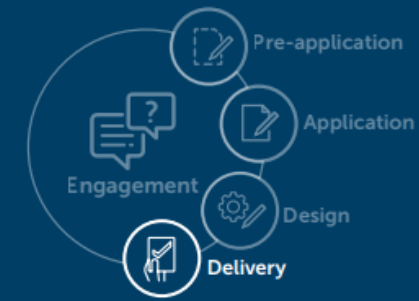 Pre-application
?
Application
Engagement
Design
Delivery